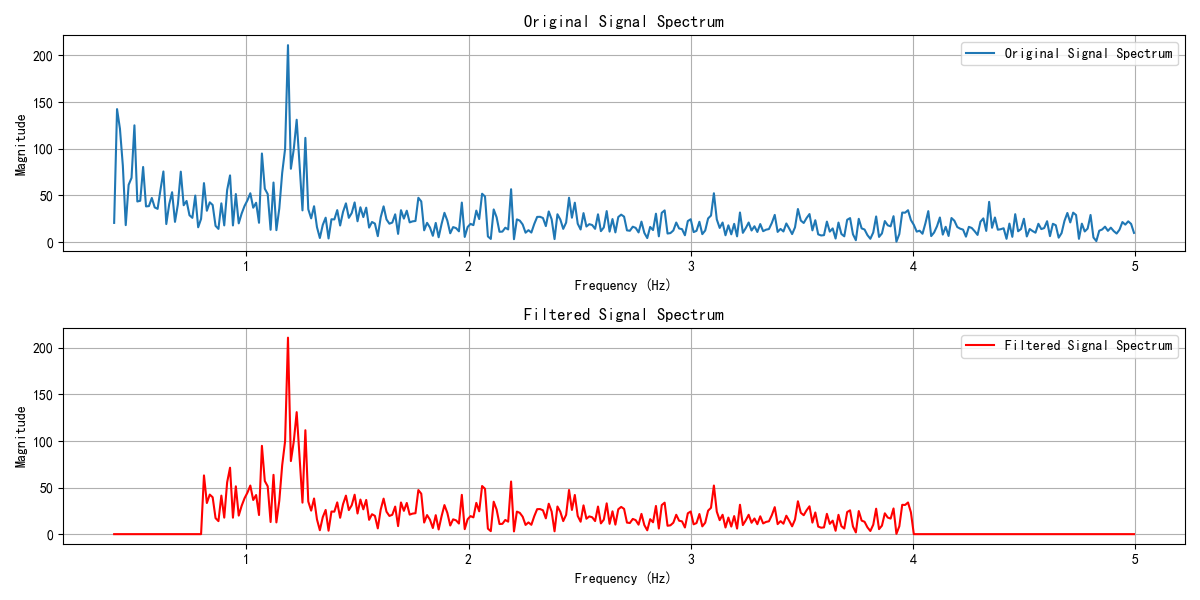 Original Signal Spectrum
Original Signal Spectrum
Magnitude
200
150
100
50
0
1
2
3
4
5
Frequency (Hz)
Filtered Signal Spectrum
Filtered Signal Spectrum
Magnitude
200
150
100
50
0
1
2
3
4
5
Frequency (Hz)